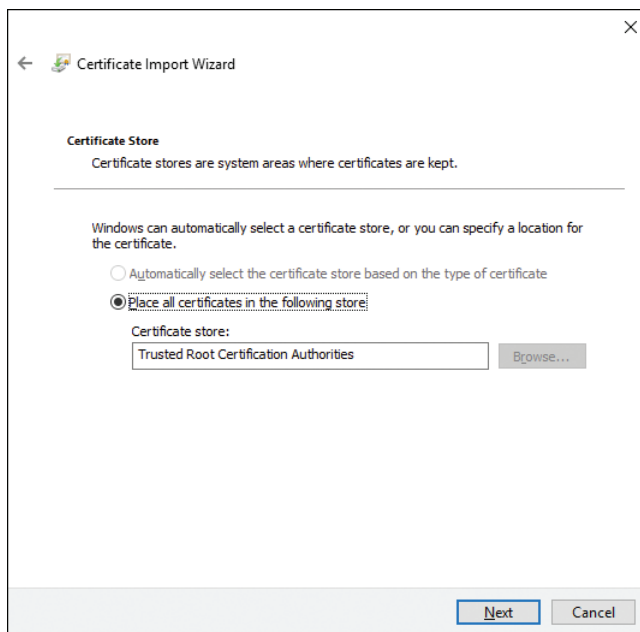 Certificate Import Wizard
Certificate Store
Certificate stores are system areas where certificates are kept.
Windows can automatically select a certificate store, or you can specify a location for
the certificate.
Automatically select the certificate store based on the type of certificate
Place all certificates in the following store
Certificate store:
Trusted Root Certification Authorities
Browse...
Next
Cancel